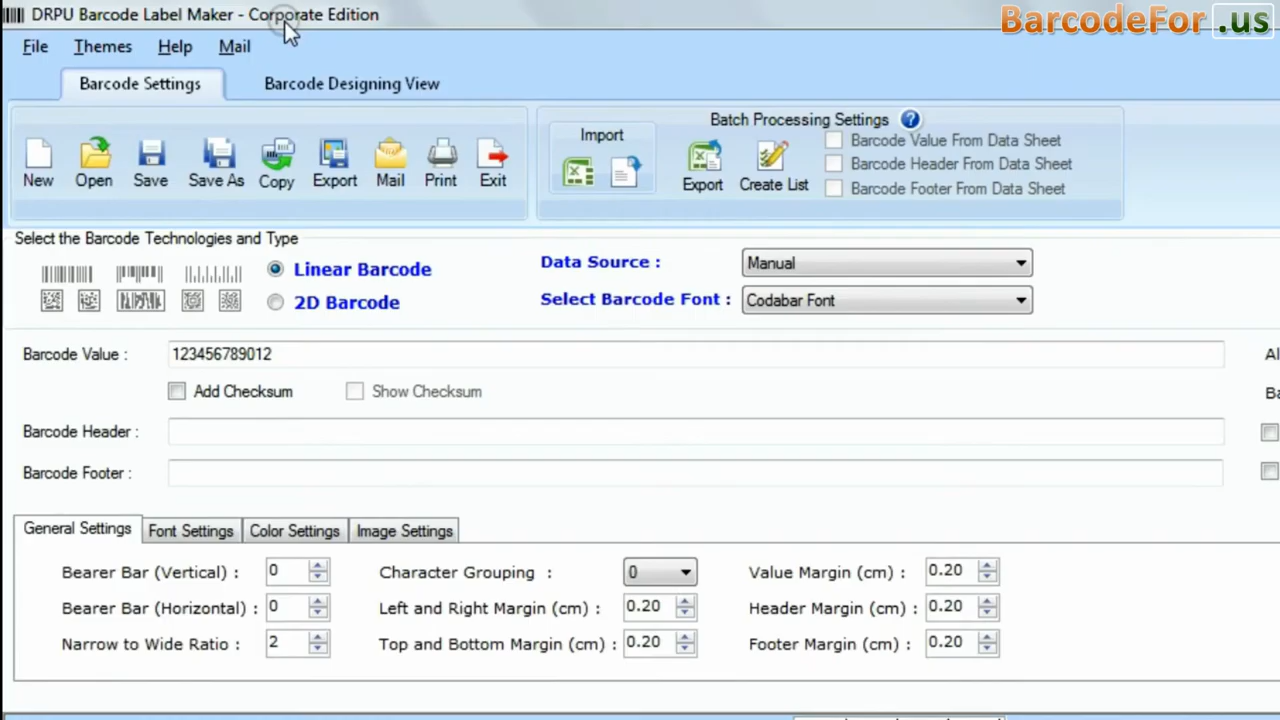 DRPU Barcode Label Maker - Corporate Edition
BarcodeFor .us
File Themes Help Mail
Barcode Settings Barcode Designing View
New Open Save Save As Copy Export Mail Print Exit
Import
Batch Processing Settings ?
Export Create List
Barcode Value From Data Sheet
Barcode Header From Data Sheet
Barcode Footer From Data Sheet
Select the Barcode Technologies and Type
Linear Barcode
2D Barcode
Data Source : Manual
Select Barcode Font : Codabar Font
Barcode Value : 123456789012
Al
Add Checksum Show Checksum
Ba
Barcode Header :
Barcode Footer :
General Settings Font Settings Color Settings Image Settings
Bearer Bar (Vertical) : 0 Character Grouping : 0 Value Margin (cm) : 0.20
Bearer Bar (Horizontal) : 0 Left and Right Margin (cm) : 0.20 Header Margin (cm) : 0.20
Narrow to Wide Ratio : 2 Top and Bottom Margin (cm) : 0.20 Footer Margin (cm) : 0.20